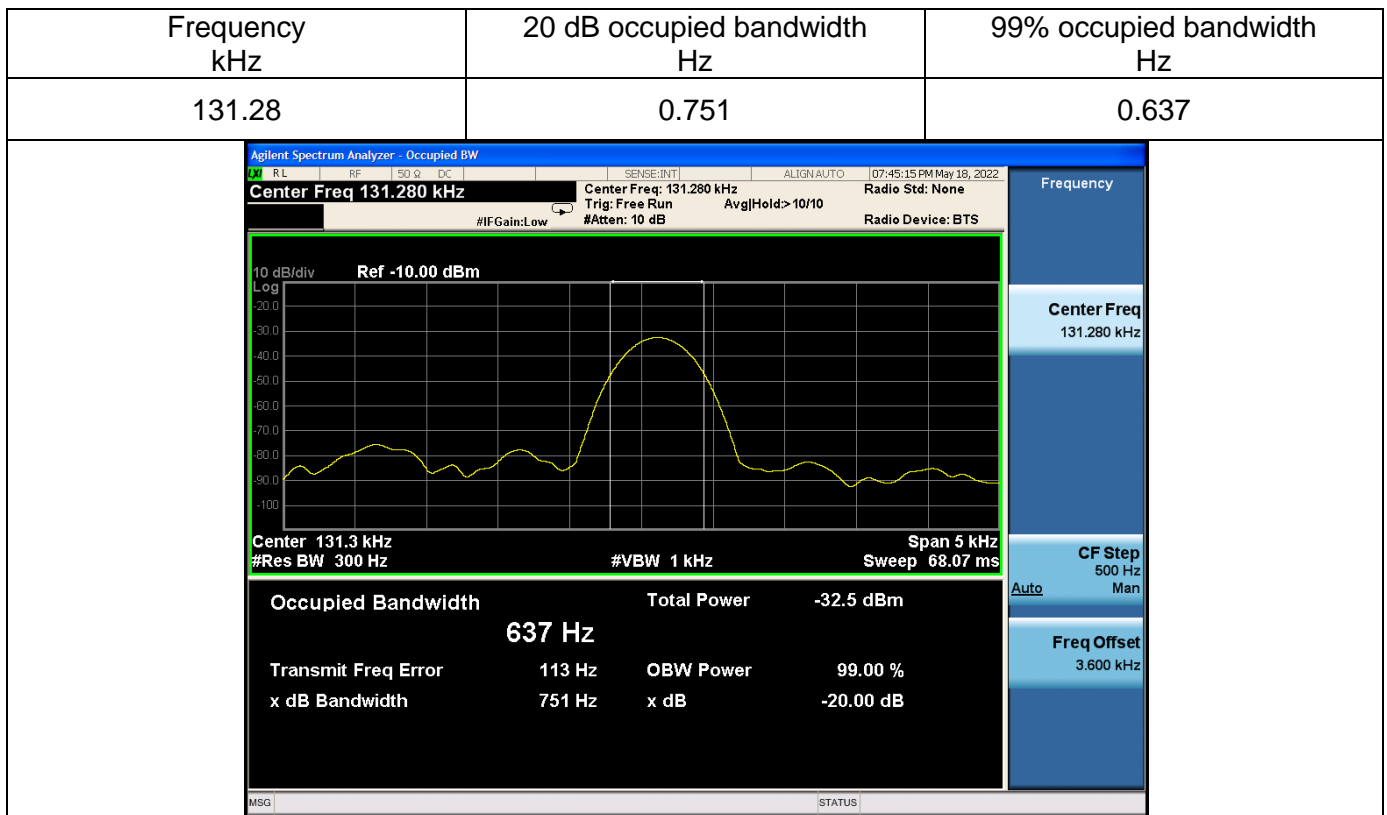 Frequency
kHz
20 dB occupied bandwidth
Hz
99% occupied bandwidth
Hz
131.28
0.751
0.637
Agilent Spectrum Analyzer - Occupied BW
LXI RL RF 50 Ω DC SENSE:INT ALIGN AUTO 07:45:15 PM May 18, 2022
Center Freq 131.280 kHz
Center Freq: 131.280 kHz
Radio Std: None
Trig: Free Run
Avg|Hold:>10/10
#IFGain:Low
#Atten: 10 dB
Radio Device: BTS
10 dB/div
Ref -10.00 dBm
Log
-20.0
-30.0
-40.0
-50.0
-60.0
-70.0
-80.0
-90.0
-100
Center 131.3 kHz
Span 5 kHz
#Res BW 300 Hz
#VBW 1 kHz
Sweep 68.07 ms
Occupied Bandwidth
Total Power
-32.5 dBm
637 Hz
Transmit Freq Error
113 Hz
OBW Power
99.00 %
x dB Bandwidth
751 Hz
x dB
-20.00 dB
MSG
STATUS
Frequency
Center Freq
131.280 kHz
CF Step
500 Hz
Auto Man
Freq Offset
3.600 kHz